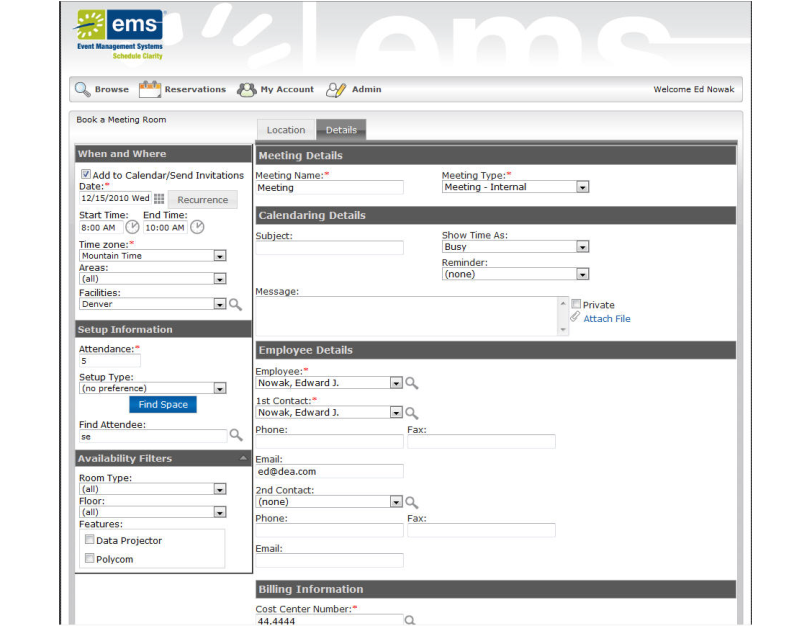 ems
Event Management Systems
Schedule Clarity
ems
Browse Reservations My Account Admin Welcome Ed Nowak
Book a Meeting Room
Location Details
When and Where
Add to Calendar/Send Invitations
Date:*
12/15/2010 Wed Recurrence
Start Time: End Time:
8:00 AM 10:00 AM
Time zone:*
Mountain Time
Areas:
(all)
Facilities:
Denver
Setup Information
Attendance:*
5
Setup Type:
(no preference)
Find Space
Find Attendee:
se
Availability Filters
Room Type:
(all)
Floor:
(all)
Features:
Data Projector
Polycom
Meeting Details
Meeting Name:* Meeting Type:*
Meeting Meeting - Internal
Calendaring Details
Subject: Show Time As:
Busy
Reminder:
(none)
Message:
Private
Attach File
Employee Details
Employee:*
Nowak, Edward J.
1st Contact:*
Nowak, Edward J.
Phone: Fax:
Email:
ed@dea.com
2nd Contact:
(none)
Phone: Fax:
Email:
Billing Information
Cost Center Number:*
44.4444